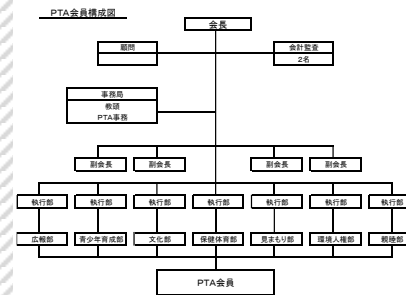 PTA会員構成図
会長
顧問
会計監査
2名
事務局
教頭
PTA事務
副会長 副会長 副会長 副会長
執行部 執行部 執行部 執行部 執行部 執行部 執行部
広報部 青少年育成部 文化部 保健体育部 見まもり部 環境人権部 親睦部
PTA会員